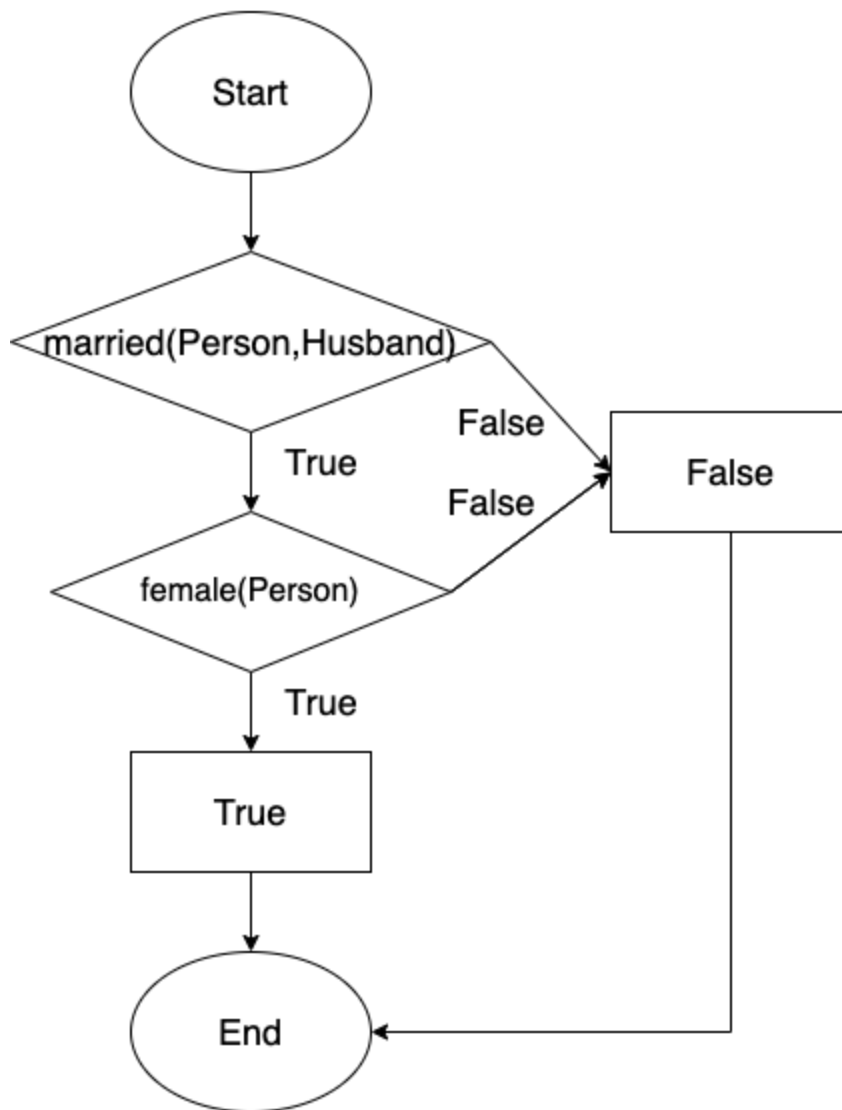 Start
married(Person,Husband)
False
True
False
False
female(Person)
True
True
End